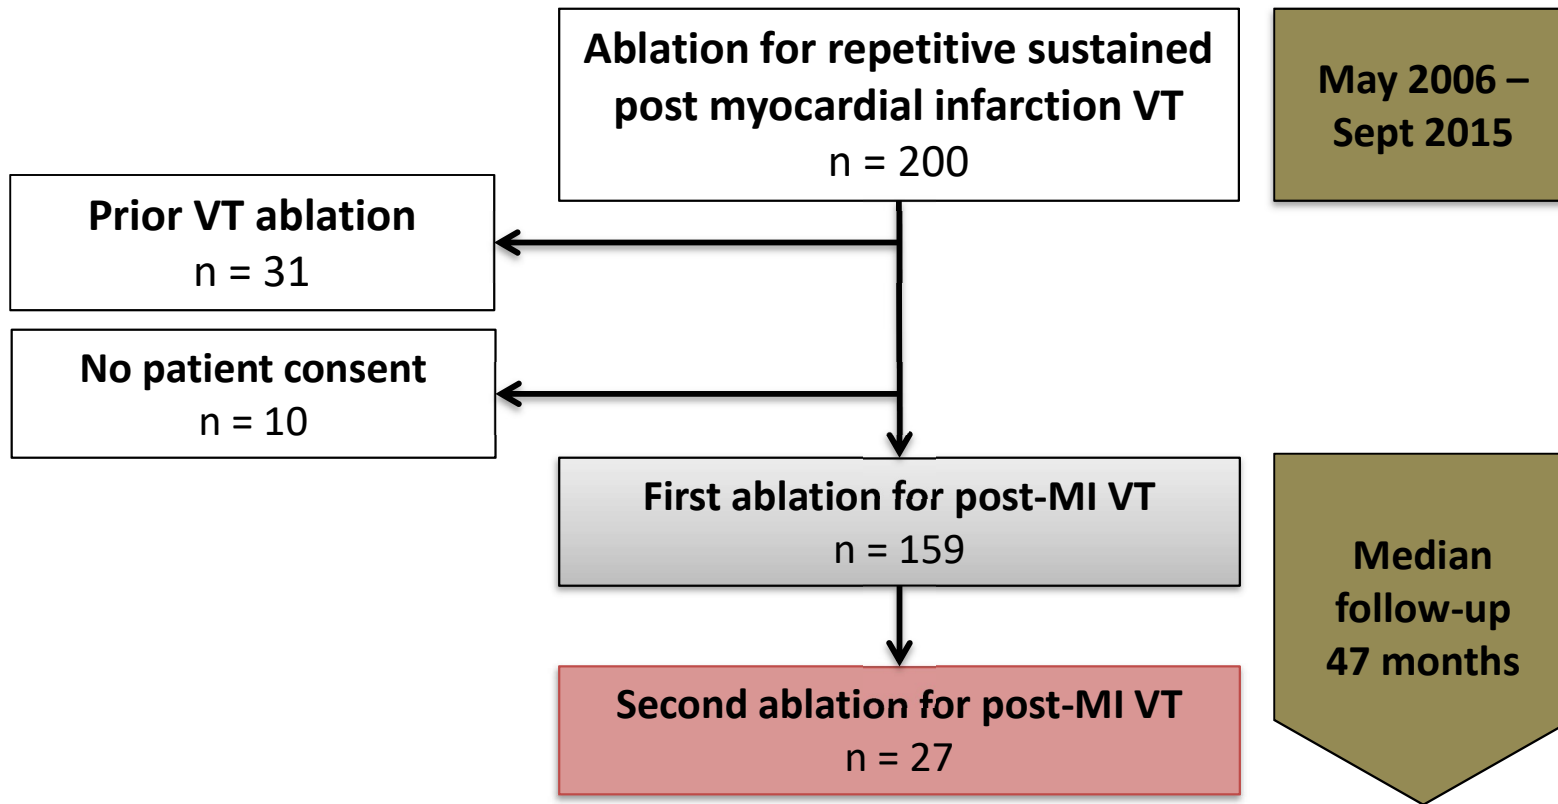 Ablation for repetitive sustained
post myocardial infarction VT
n = 200
May 2006 –
Sept 2015
Prior VT ablation
n = 31
No patient consent
n = 10
First ablation for post-MI VT
n = 159
Median
follow-up
47 months
Second ablation for post-MI VT
n = 27